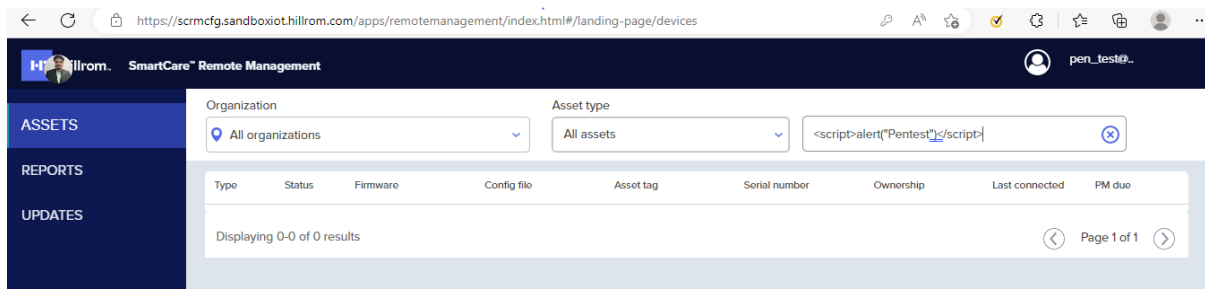 https://scrmcfg.sandboxiot.hillrom.com/apps/remotemanagement/index.html#/landing-page/devices
illrom. SmartCare™ Remote Management
pen_test@..
ASSETS
REPORTS
UPDATES
Organization
Asset type
All organizations
All assets
<script>alert("Pentest")</script>
Type Status Firmware Config file Asset tag Serial number Ownership Last connected PM due
Displaying 0-0 of 0 results
Page 1 of 1